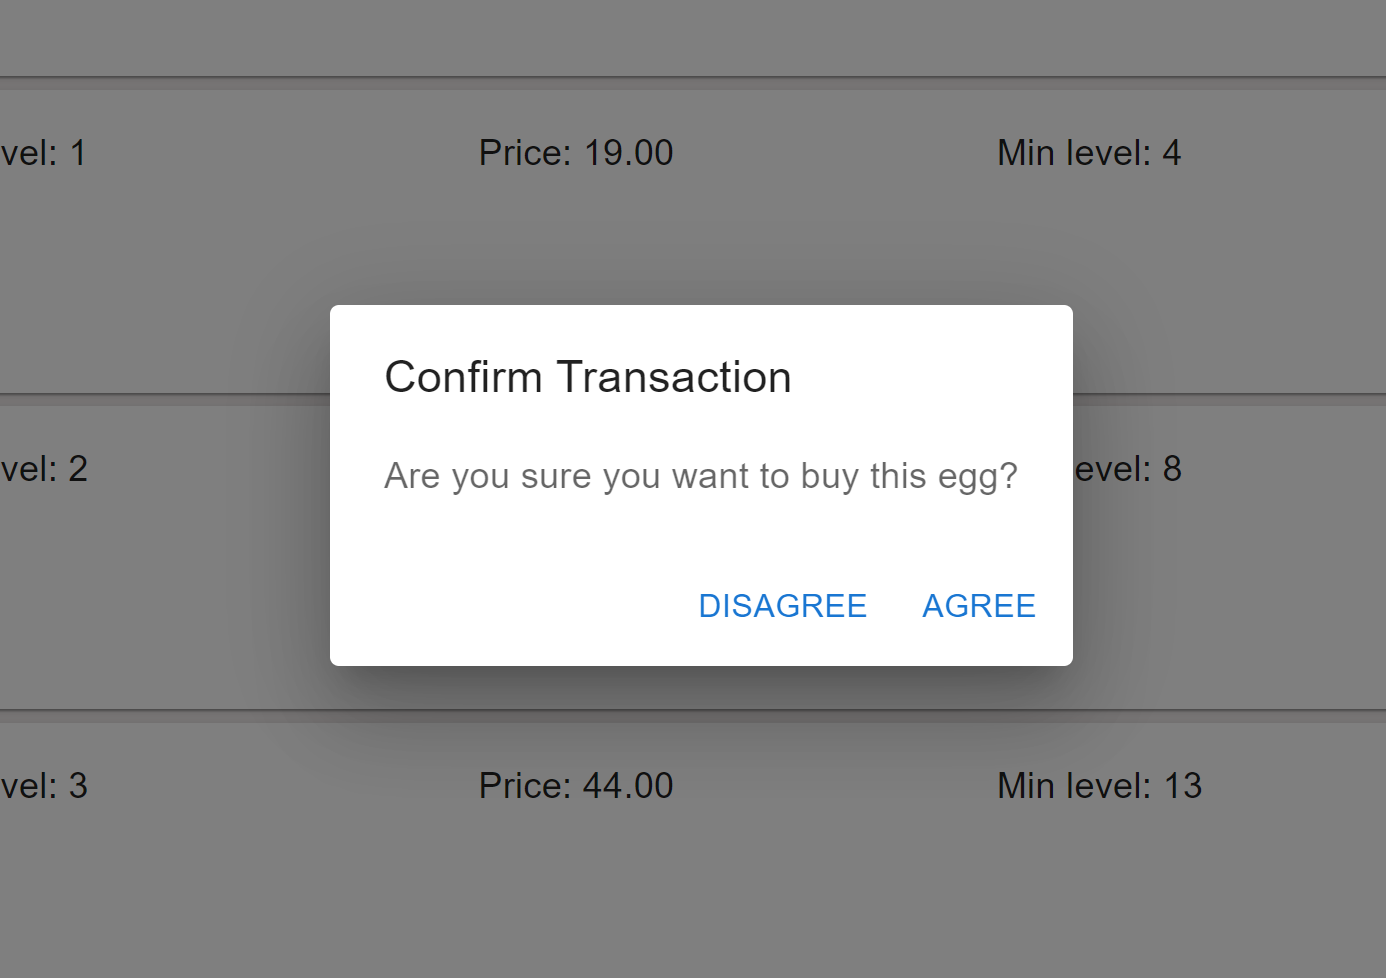 vel: 1 Price: 19.00 Min level: 4
Confirm Transaction
vel: 2 evel: 8
Are you sure you want to buy this egg?
DISAGREE AGREE
vel: 3 Price: 44.00 Min level: 13